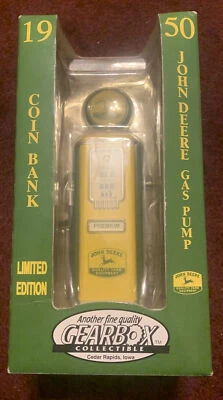 19
50
COIN BANK
JOHN DEERE GAS PUMP
PREMIUM
JOHN DEERE
LIMITED
EDITION
JOHN DEERE
Another fine quality
GEARBOX™
COLLECTIBLE
Cedar Rapids, Iowa